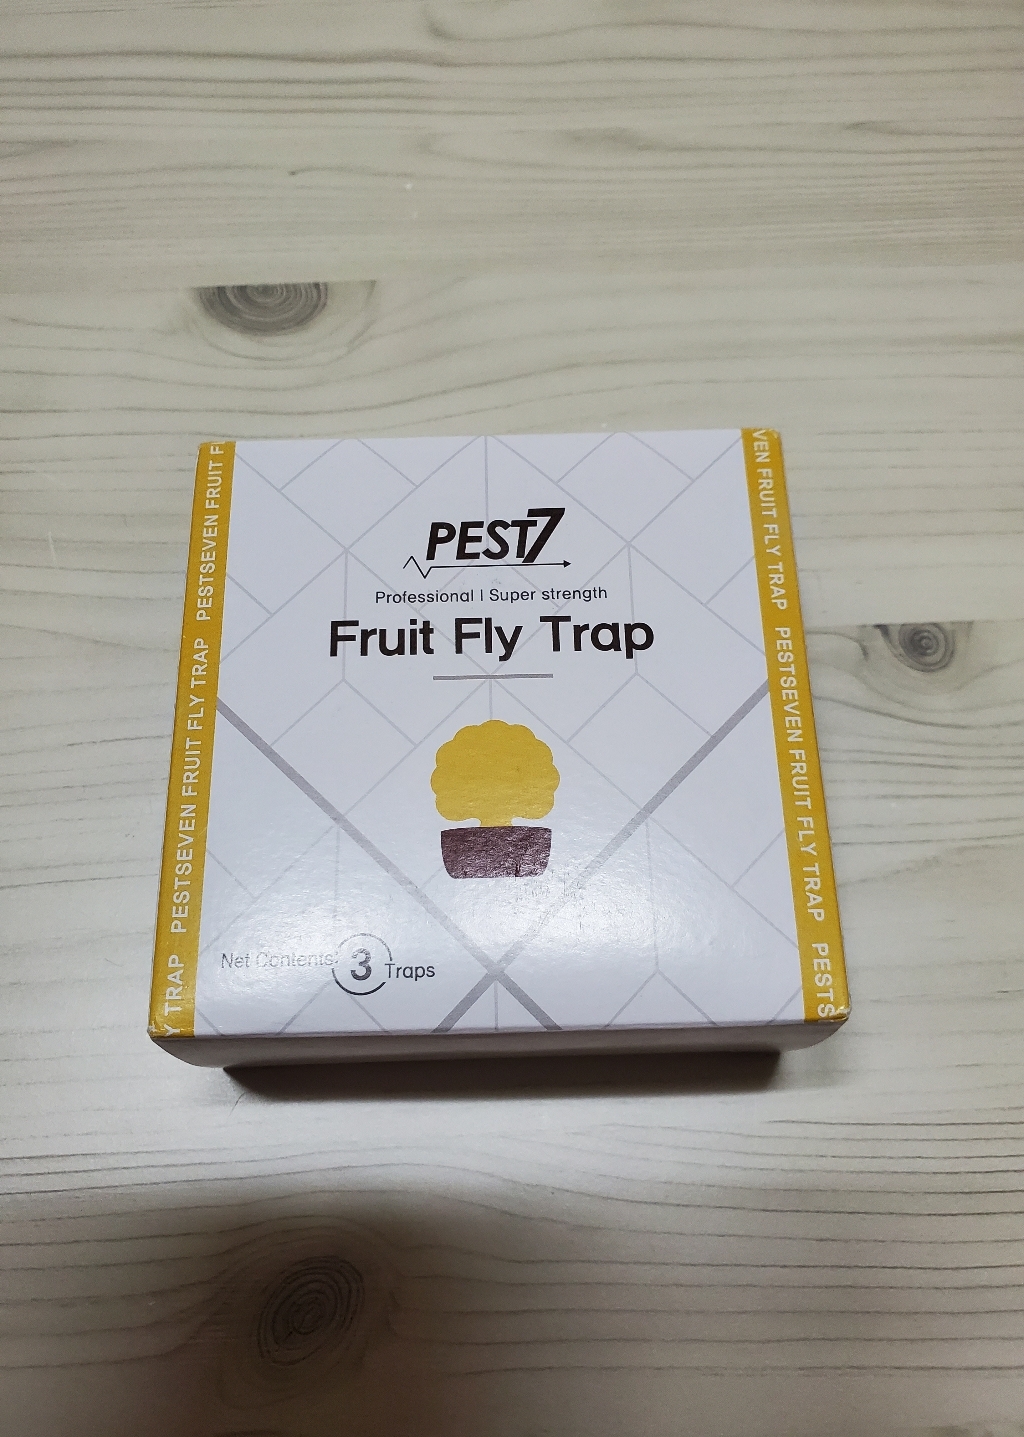 PEST7
Professional | Super strength
Fruit Fly Trap
Net Contents: 3 Traps
Y TRAP PESTSEVEN FRUIT FLY TRAP PESTSEVEN FRUIT F
VEN FRUIT FLY TRAP PESTSEVEN FRUIT FLY TRAP PESTS